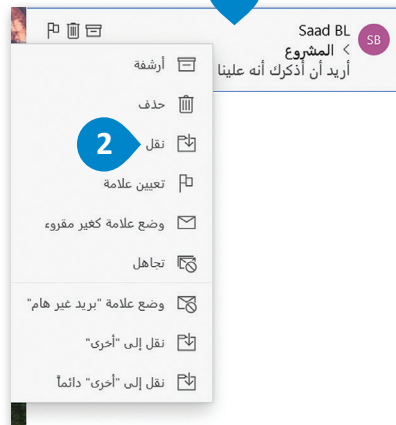 Saad BL
SB
> المشروع
أريد أن أذكرك أنه علينا
أرشفة
حذف
نقل
2
تعيين علامة
وضع علامة كغير مقروء
تجاهل
وضع علامة "بريد غير هام"
نقل إلى "أخرى"
نقل إلى "أخرى" دائماً